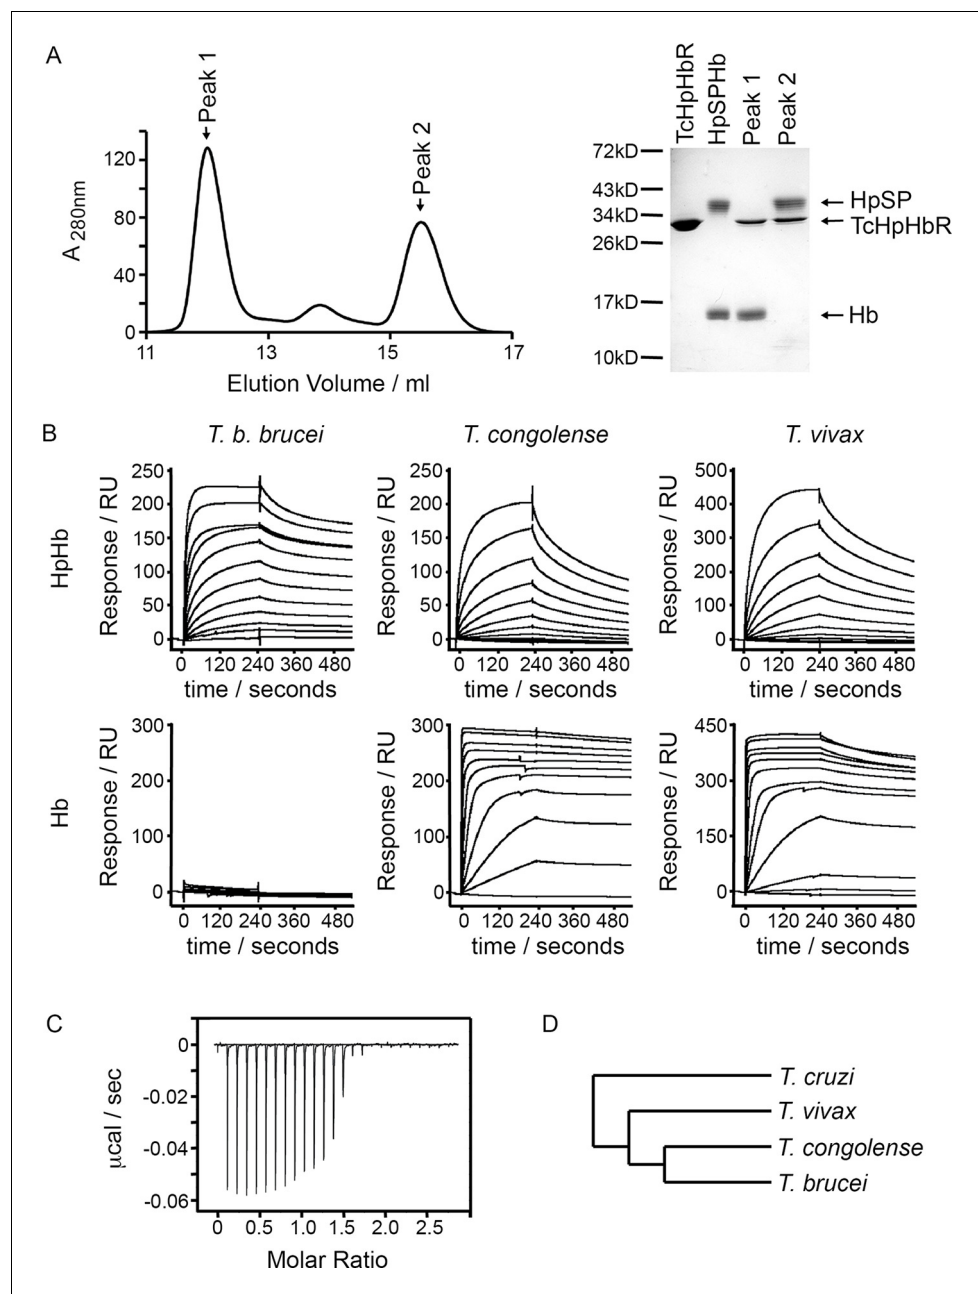 A
Peak 1
Peak 2
120
80
40
0
A 280nm
11 13 15 17
Elution Volume / ml
TcHpHbR
HpSPHb
Peak 1
Peak 2
72kD
43kD
34kD
26kD
17kD
10kD
HpSP
TcHpHbR
Hb
B
T. b. brucei T. congolense T. vivax
HpHb
Response / RU
250
200
150
100
50
0
0 120 240 360 480
time / seconds
Response / RU
250
200
150
100
50
0
0 120 240 360 480
time / seconds
Response / RU
500
400
300
200
100
0
0 120 240 360 480
time / seconds
Hb
Response / RU
300
200
100
0
0 120 240 360 480
time / seconds
Response / RU
300
200
100
0
0 120 240 360 480
time / seconds
Response / RU
450
300
150
0
0 120 240 360 480
time / seconds
C
μcal / sec
0
-0.02
-0.04
-0.06
0 0.5 1.0 1.5 2.0 2.5
Molar Ratio
D
T. cruzi
T. vivax
T. congolense
T. brucei